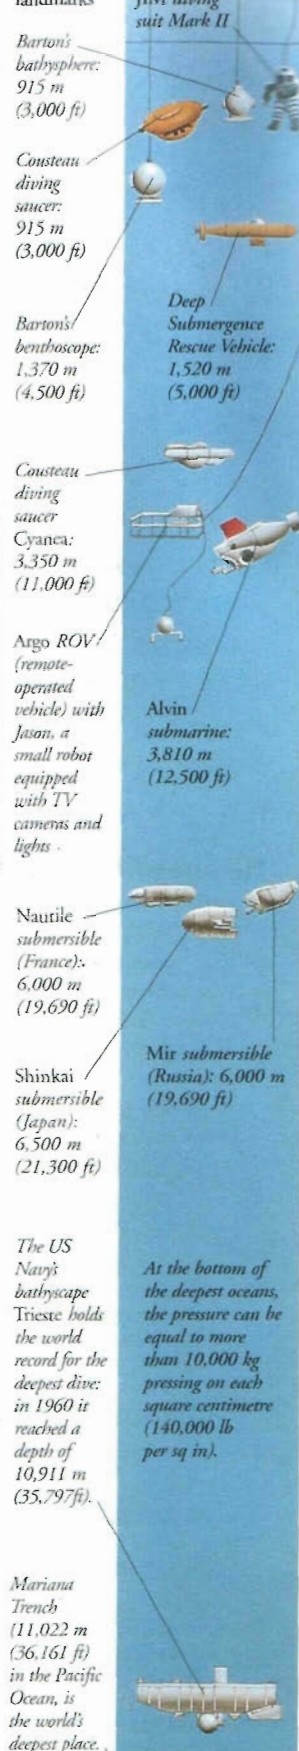 landmarks
JIM diving
suit Mark II
Barton's
bathysphere:
915 m
(3,000 ft)
Cousteau
diving
saucer:
915 m
(3,000 ft)
Deep
Submergence
Rescue Vehicle:
1,520 m
(5,000 ft)
Barton's
benthoscope:
1,370 m
(4,500 ft)
Cousteau
diving
saucer
Cyanea:
3,350 m
(11,000 ft)
Argo ROV
(remote-
operated
vehicle) with
Jason, a
small robot
equipped
with TV
cameras and
lights
Alvin
submarine:
3,810 m
(12,500 ft)
Nautile
submersible
(France):
6,000 m
(19,690 ft)
Mir submersible
(Russia): 6,000 m
(19,690 ft)
Shinkai
submersible
(Japan):
6,500 m
(21,300 ft)
The US
Navy's
bathyscape
Trieste holds
the world
record for the
deepest dive:
in 1960 it
reached a
depth of
10,911 m
(35,797ft).
At the bottom of
the deepest oceans,
the pressure can be
equal to more
than 10,000 kg
pressing on each
square centimetre
(140,000 lb
per sq in).
Mariana
Trench
(11,022 m
(36,161 ft)
in the Pacific
Ocean, is
the world's
deepest place.